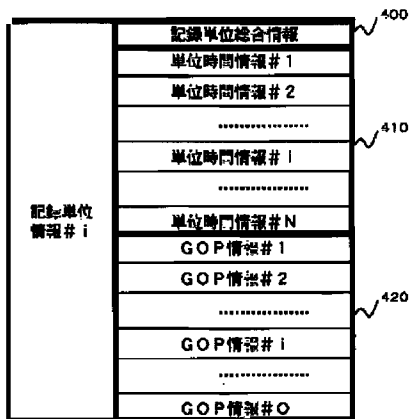 400
記録単位総合情報
単位時間情報#1
単位時間情報#2
................
410
単位時間情報#i
................
記録単位
情報#i
単位時間情報#N
GOP情報#1
GOP情報#2
................
420
GOP情報#i
................
GOP情報#O